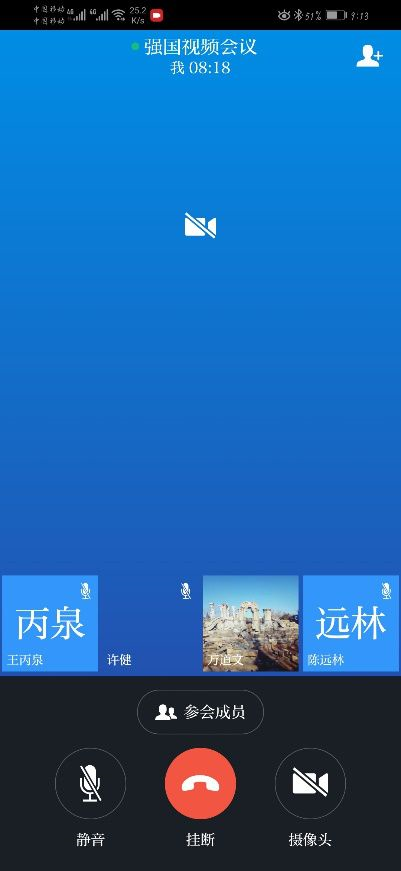 中国移动 4G 4G 25.2 51% 9:13
中国移动 K/s
强国视频会议
我 08:18
丙泉
远林
王丙泉
许健
万道文
陈远林
参会成员
静音
挂断
摄像头